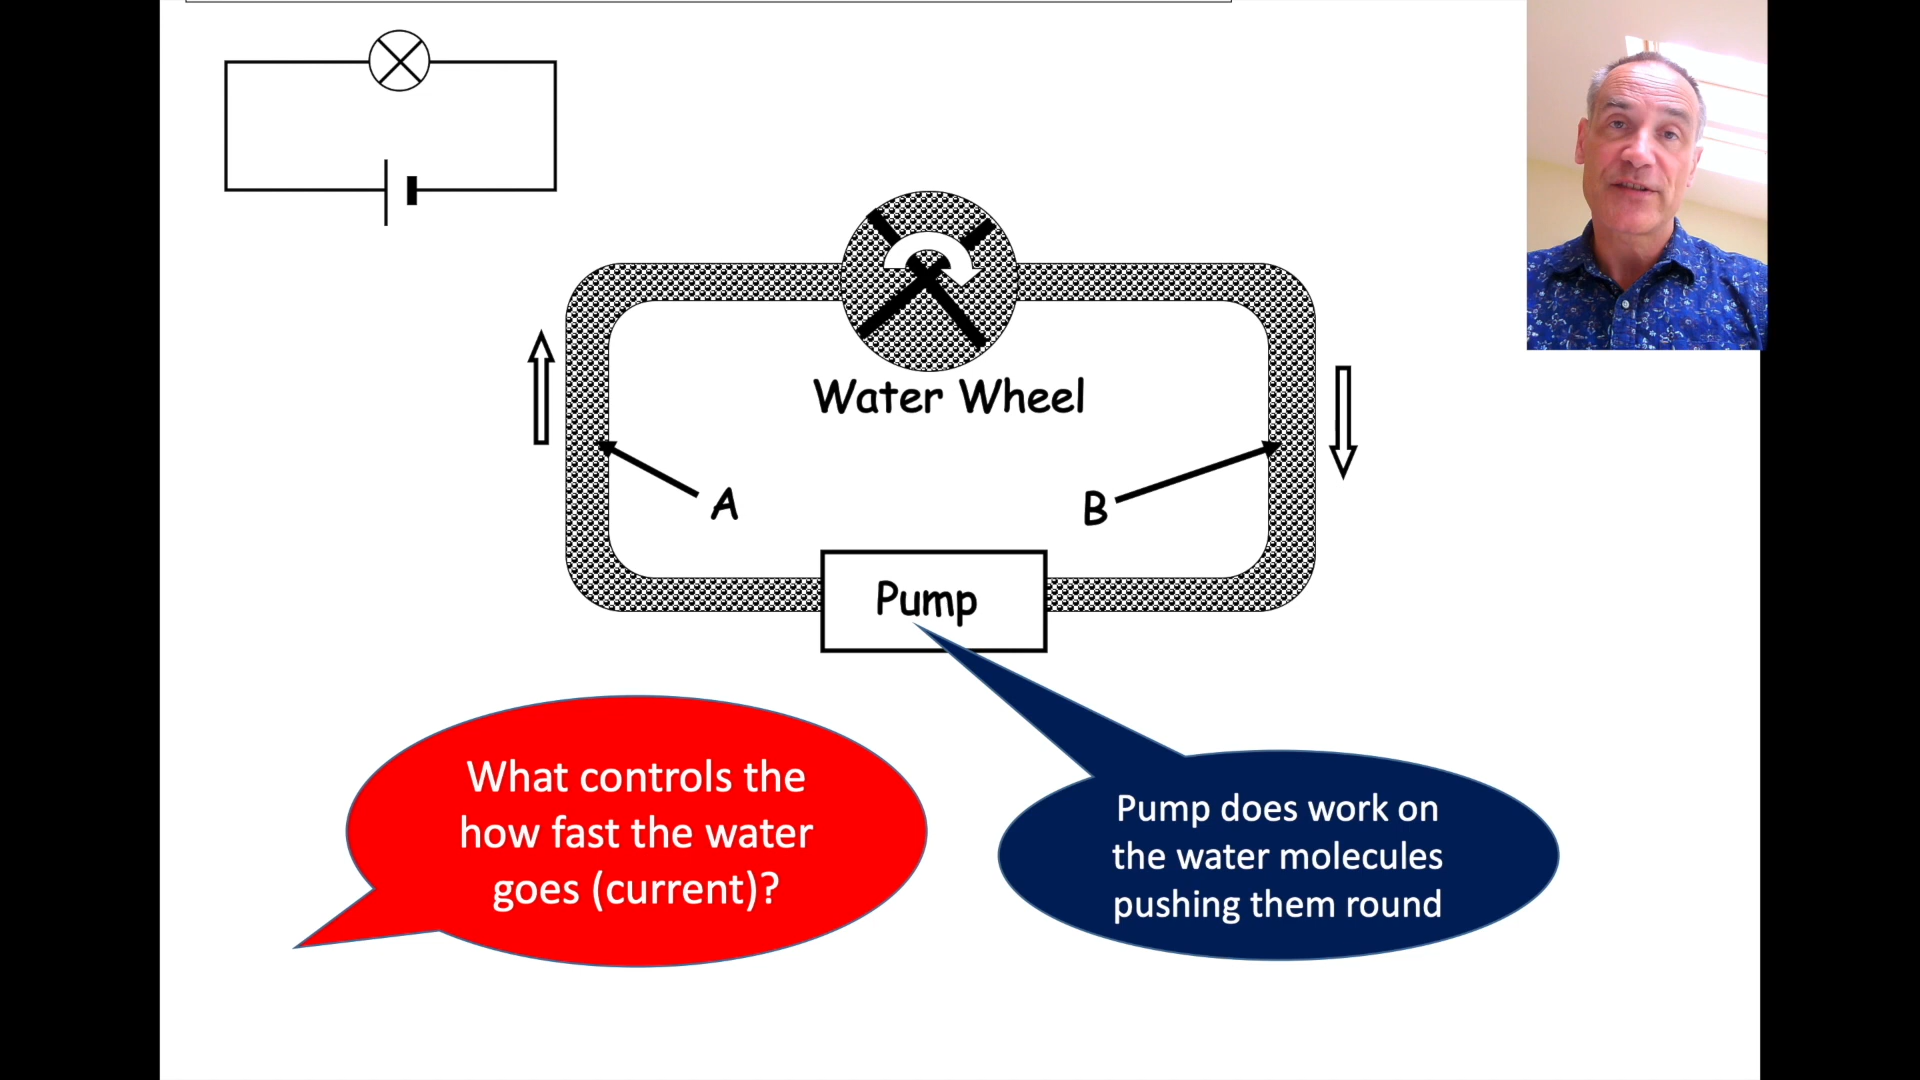 Water Wheel
A
B
Pump
What controls the
how fast the water
goes (current)?
Pump does work on
the water molecules
pushing them round